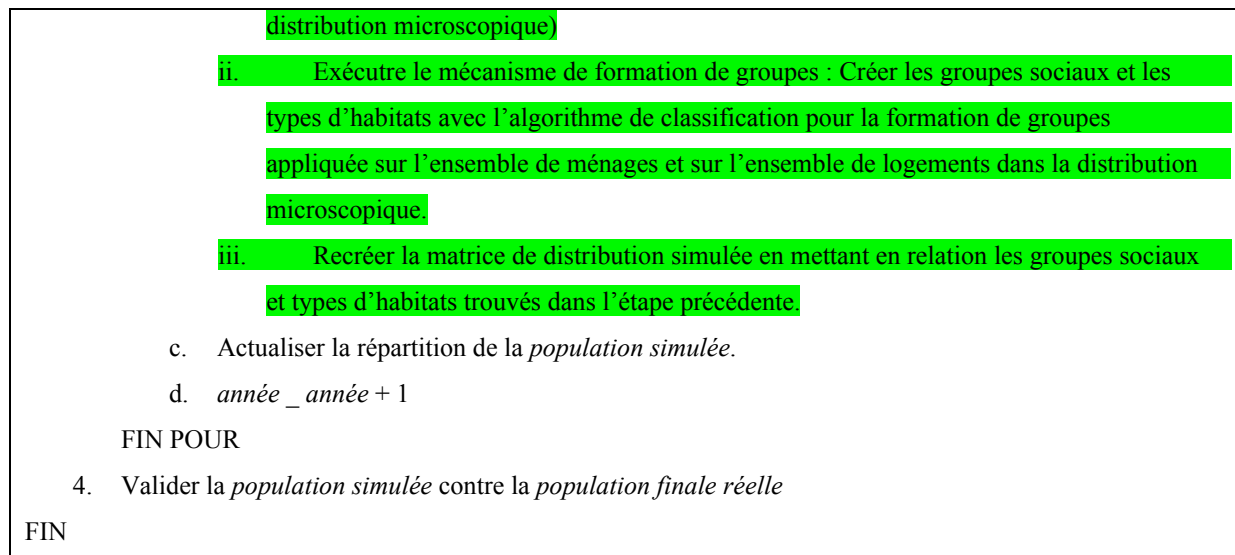 distribution microscopique)
ii. Exécutre le mécanisme de formation de groupes : Créer les groupes sociaux et les
types d’habitats avec l’algorithme de classification pour la formation de groupes
appliquée sur l’ensemble de ménages et sur l’ensemble de logements dans la distribution
microscopique.
iii. Recréer la matrice de distribution simulée en mettant en relation les groupes sociaux
et types d’habitats trouvés dans l’étape précédente.
c. Actualiser la répartition de la population simulée.
d. année _ année + 1
FIN POUR
4. Valider la population simulée contre la population finale réelle
FIN